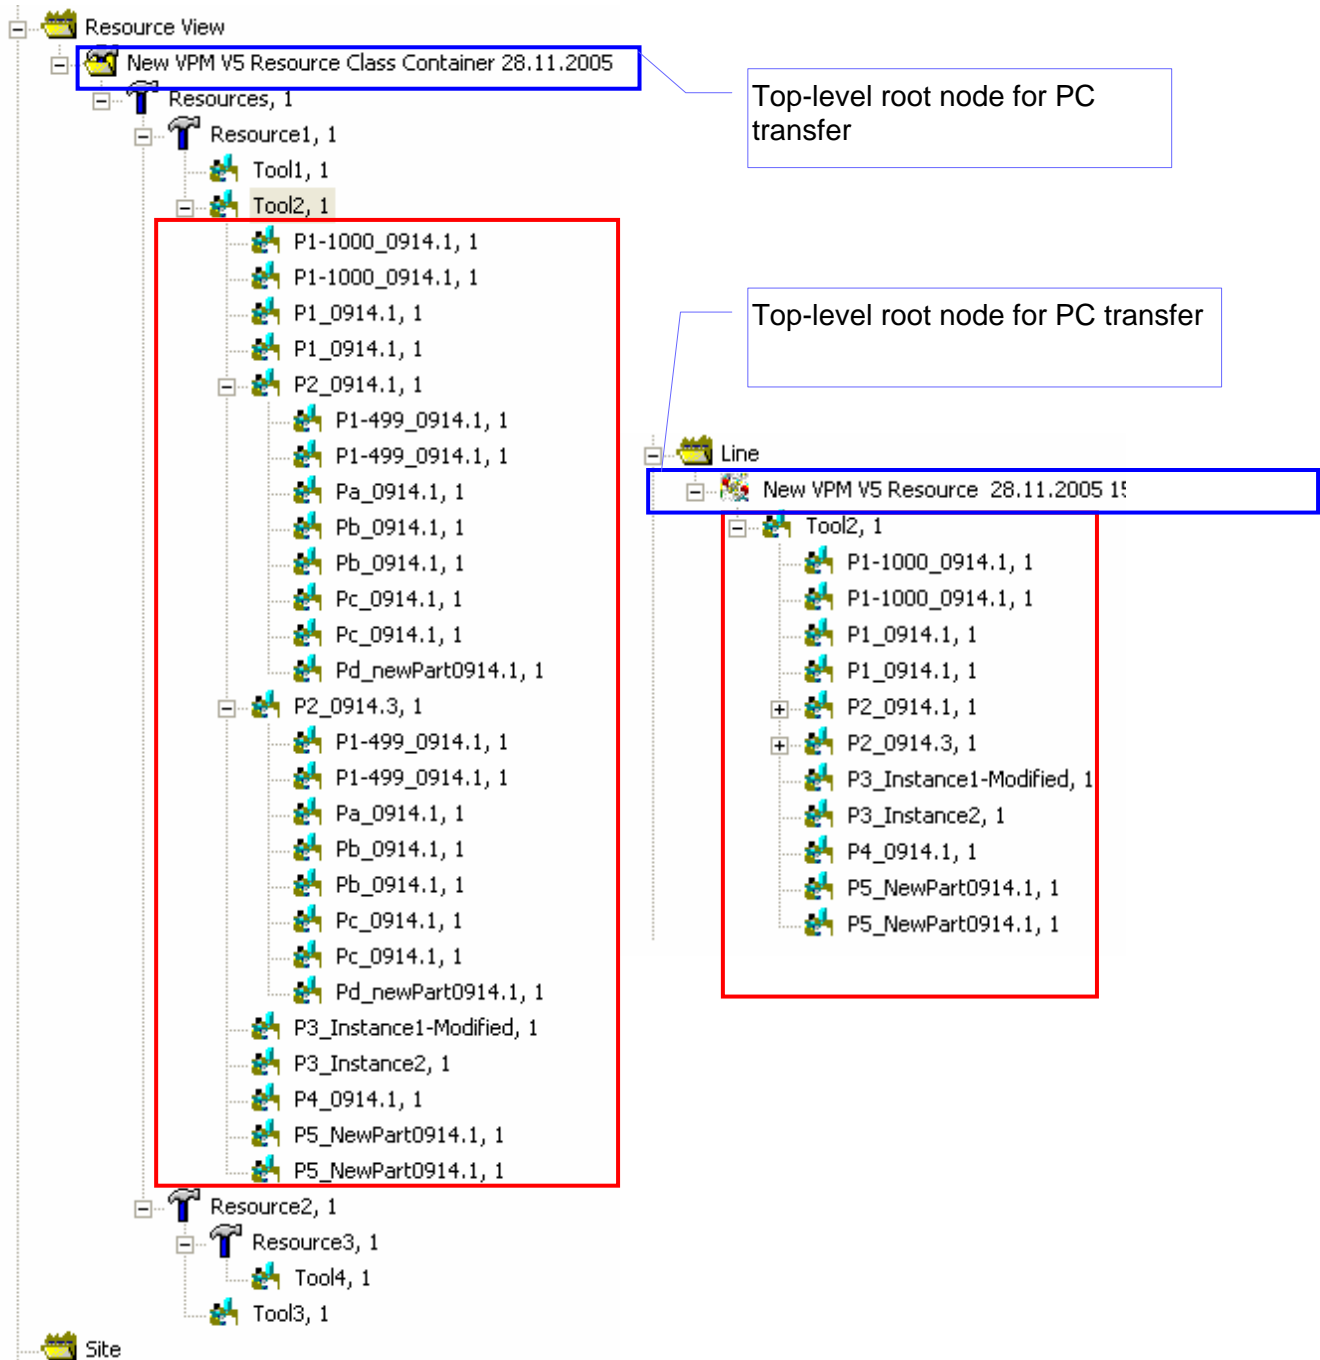 Resource View
New VPM V5 Resource Class Container 28.11.2005
Resources, 1
Resource1, 1
Tool1, 1
Tool2, 1
P1-1000_0914.1, 1
P1-1000_0914.1, 1
P1_0914.1, 1
P1_0914.1, 1
P2_0914.1, 1
P1-499_0914.1, 1
P1-499_0914.1, 1
Pa_0914.1, 1
Pb_0914.1, 1
Pb_0914.1, 1
Pc_0914.1, 1
Pc_0914.1, 1
Pd_newPart0914.1, 1
P2_0914.3, 1
P1-499_0914.1, 1
P1-499_0914.1, 1
Pa_0914.1, 1
Pb_0914.1, 1
Pb_0914.1, 1
Pc_0914.1, 1
Pc_0914.1, 1
Pd_newPart0914.1, 1
P3_Instance1-Modified, 1
P3_Instance2, 1
P4_0914.1, 1
P5_NewPart0914.1, 1
P5_NewPart0914.1, 1
Resource2, 1
Resource3, 1
Tool4, 1
Tool3, 1
Site
Top-level root node for PC
transfer
Top-level root node for PC transfer
Line
New VPM V5 Resource 28.11.2005
Tool2, 1
P1-1000_0914.1, 1
P1-1000_0914.1, 1
P1_0914.1, 1
P1_0914.1, 1
P2_0914.1, 1
P2_0914.3, 1
P3_Instance1-Modified, 1
P3_Instance2, 1
P4_0914.1, 1
P5_NewPart0914.1, 1
P5_NewPart0914.1, 1